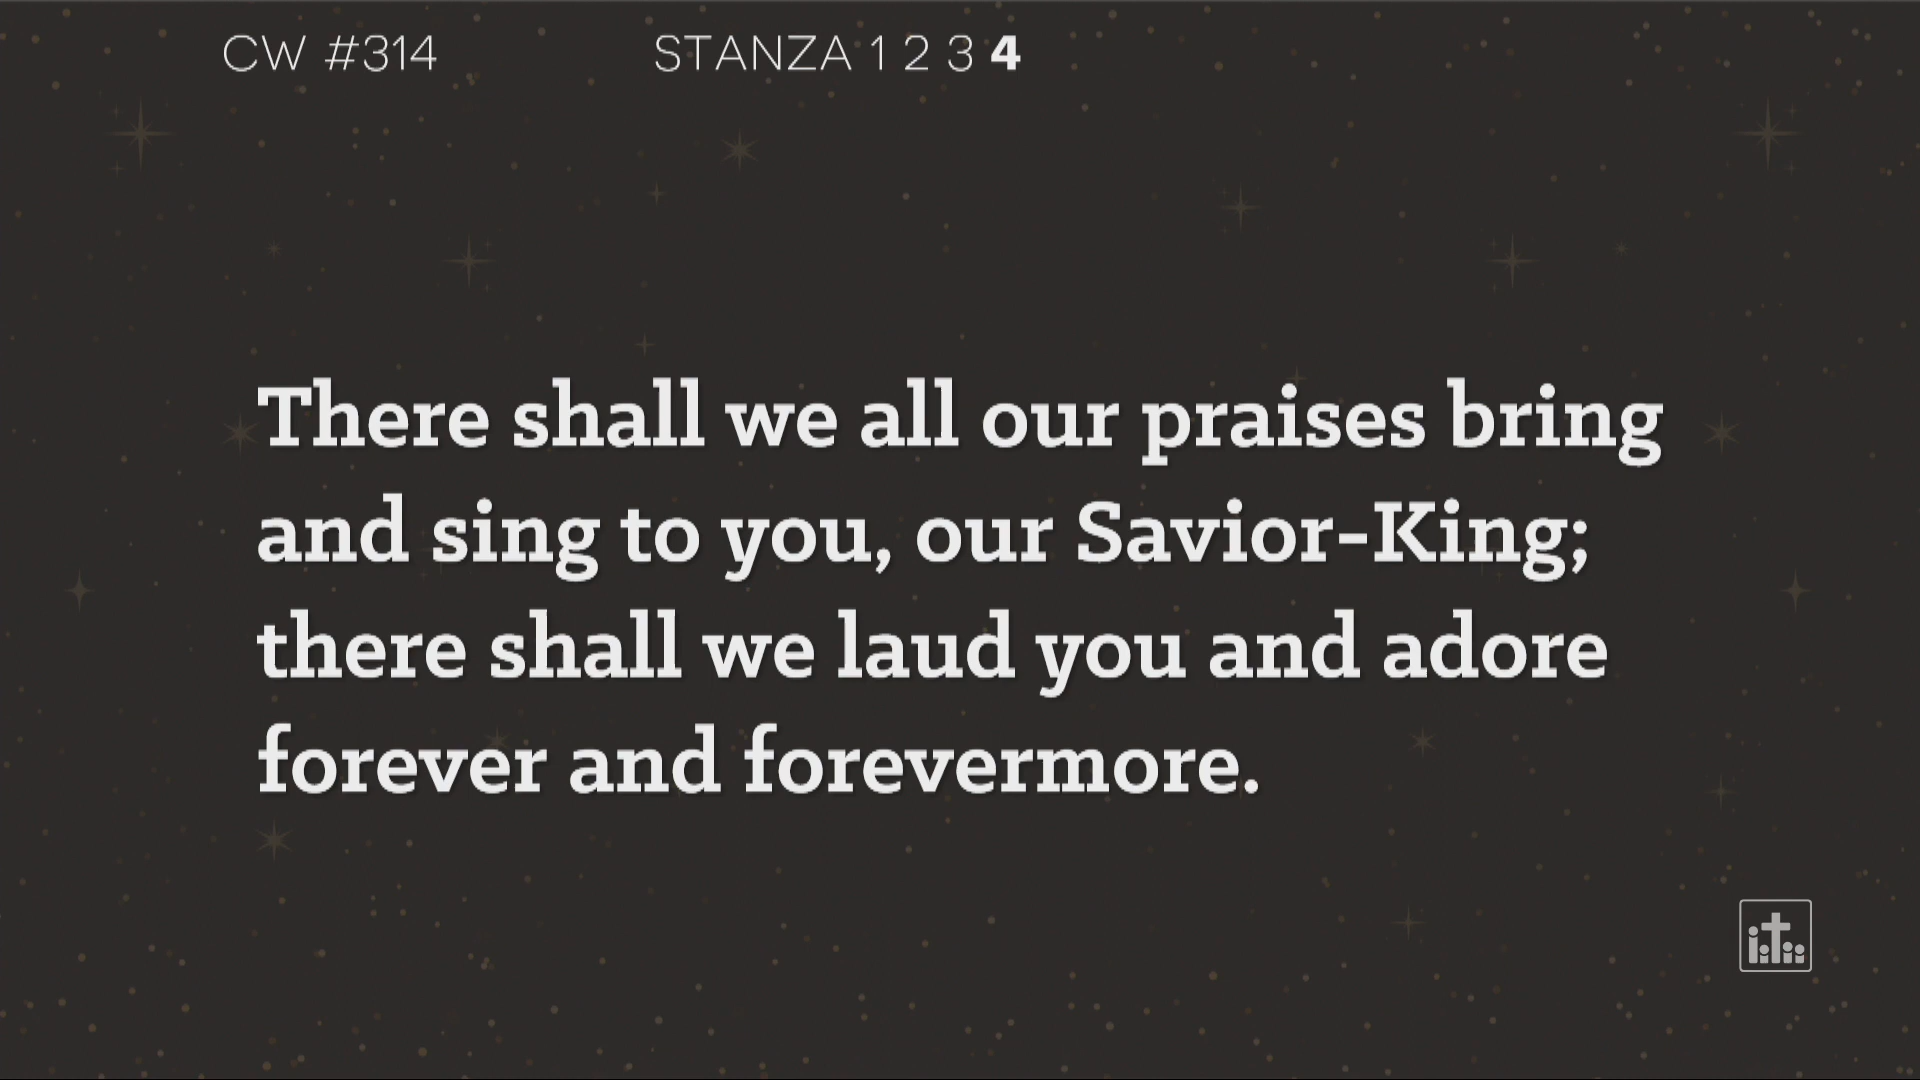 CW #314 STANZA 1 2 3 4
There shall we all our praises bring
and sing to you, our Savior-King;
there shall we laud you and adore
forever and forevermore.